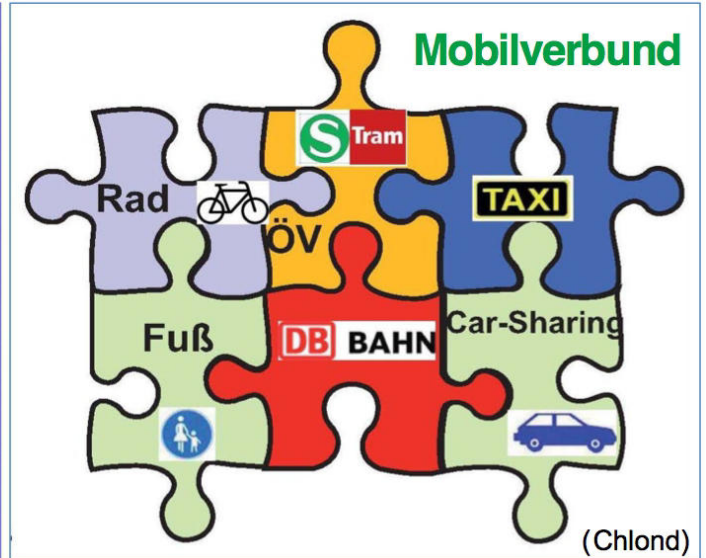 Mobilverbund
S Tram
Rad
TAXI
ÖV
Fuß
DB BAHN
Car-Sharing
(Chlond)